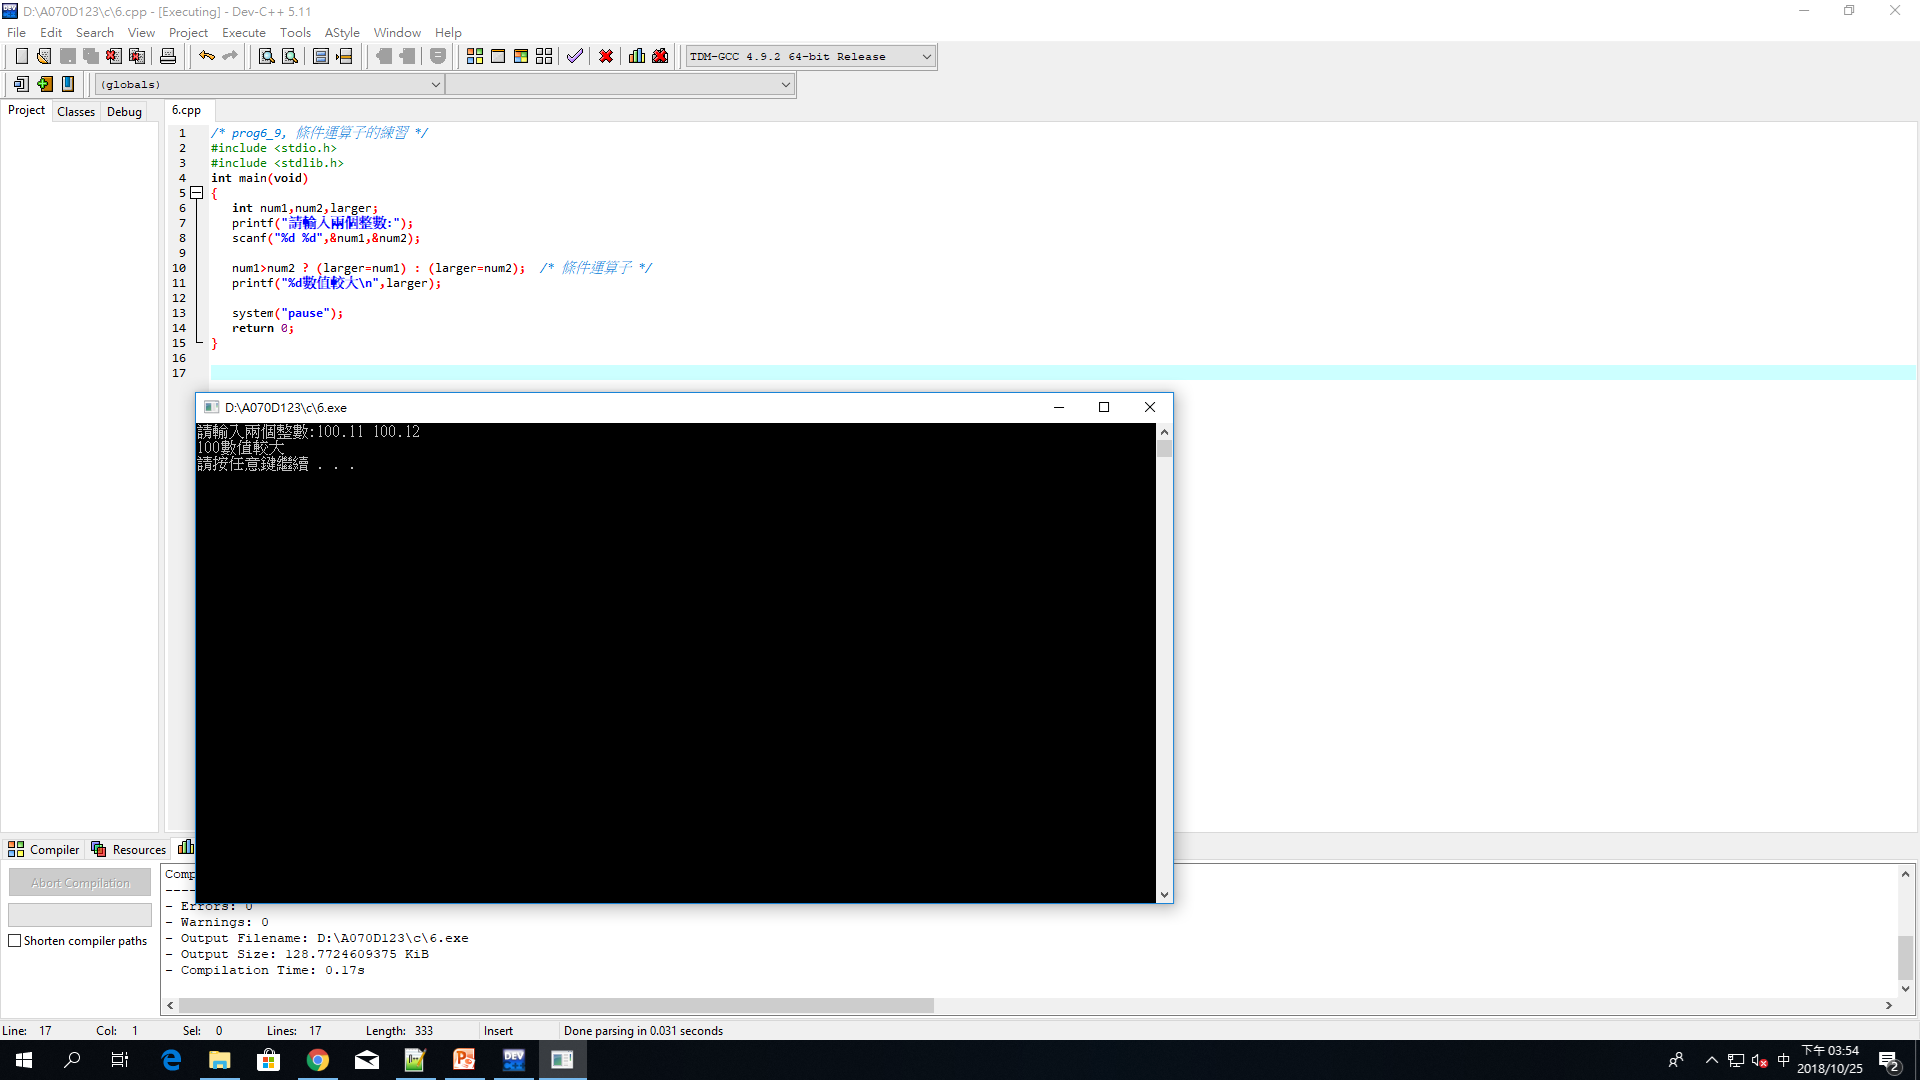 D:\A070D123\c\6.cpp - [Executing] - Dev-C++ 5.11
File Edit Search View Project Execute Tools AStyle Window Help
TDM-GCC 4.9.2 64-bit Release
(globals)
Project Classes Debug
6.cpp
1 /* prog6_9, 條件運算子的練習 */
2 #include <stdio.h>
3 #include <stdlib.h>
4 int main(void)
5 {
6 int num1,num2,larger;
7 printf("請輸入兩個整數:");
8 scanf("%d %d",&num1,&num2);
9
10 num1>num2 ? (larger=num1) : (larger=num2); /* 條件運算子 */
11 printf("%d數值較大\n",larger);
12
13 system("pause");
14 return 0;
15 }
16
17
D:\A070D123\c\6.exe
請輸入兩個整數:100.11 100.12
100數值較大
請按任意鍵繼續 . . .
Compiler Resources
Abort Compilation
Shorten compiler paths
Comp
----
- Errors: 0
- Warnings: 0
- Output Filename: D:\A070D123\c\6.exe
- Output Size: 128.7724609375 KiB
- Compilation Time: 0.17s
Line: 17 Col: 1 Sel: 0 Lines: 17 Length: 333 Insert Done parsing in 0.031 seconds
中
下午 03:54
2018/10/25
2